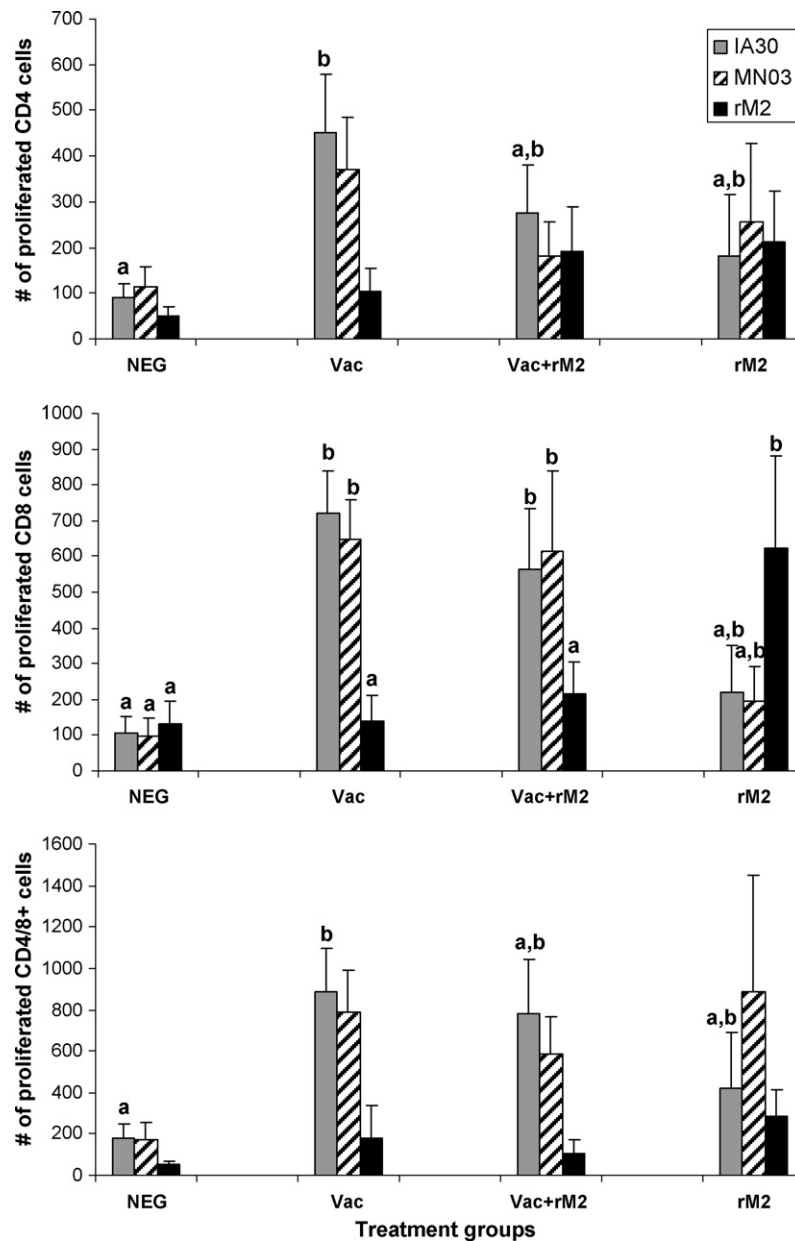 # of proliferated CD4 cells
700
600
500
400
300
200
100
0
IA30
MN03
rM2
a
b
a,b
a,b
NEG
Vac
Vac+rM2
rM2
# of proliferated CD8 cells
1000
900
800
700
600
500
400
300
200
100
0
a
a
a
b
b
a
b
b
a
a,b
a,b
b
NEG
Vac
Vac+rM2
rM2
# of proliferated CD4/8+ cells
1600
1400
1200
1000
800
600
400
200
0
a
b
a,b
a,b
NEG
Vac
Vac+rM2
rM2
Treatment groups